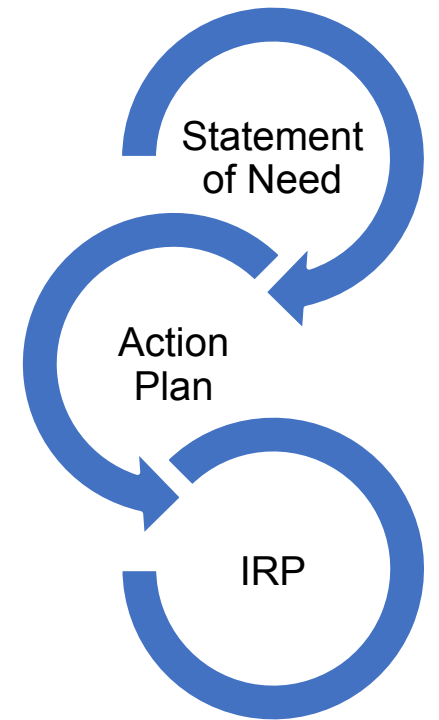 Statement
of Need
Action
Plan
IRP